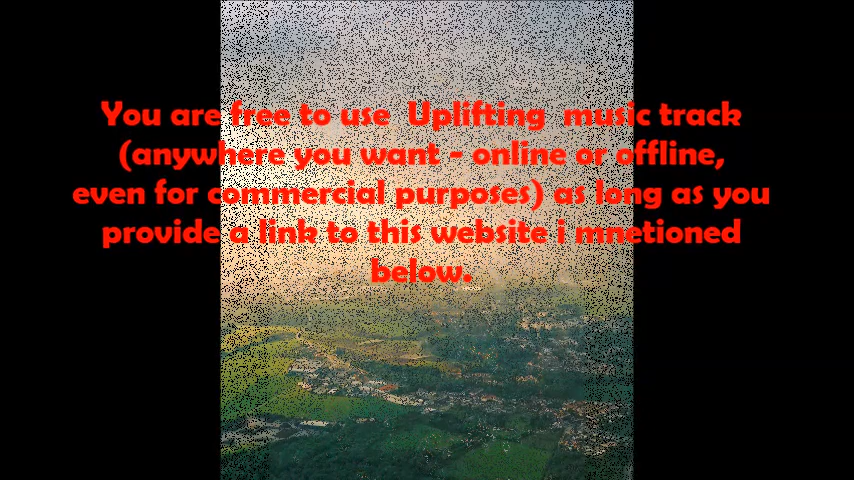 You are free to use  Uplifting  music track
(anywhere you want - online or offline,
even for commercial purposes) as long as you
provide a link to this website i mnetioned
below.